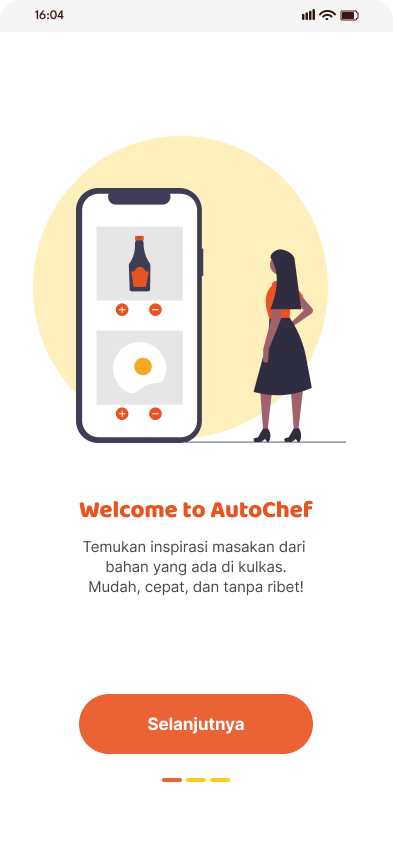 16:04
Welcome to AutoChef
Temukan inspirasi masakan dari
bahan yang ada di kulkas.
Mudah, cepat, dan tanpa ribet!
Selanjutnya